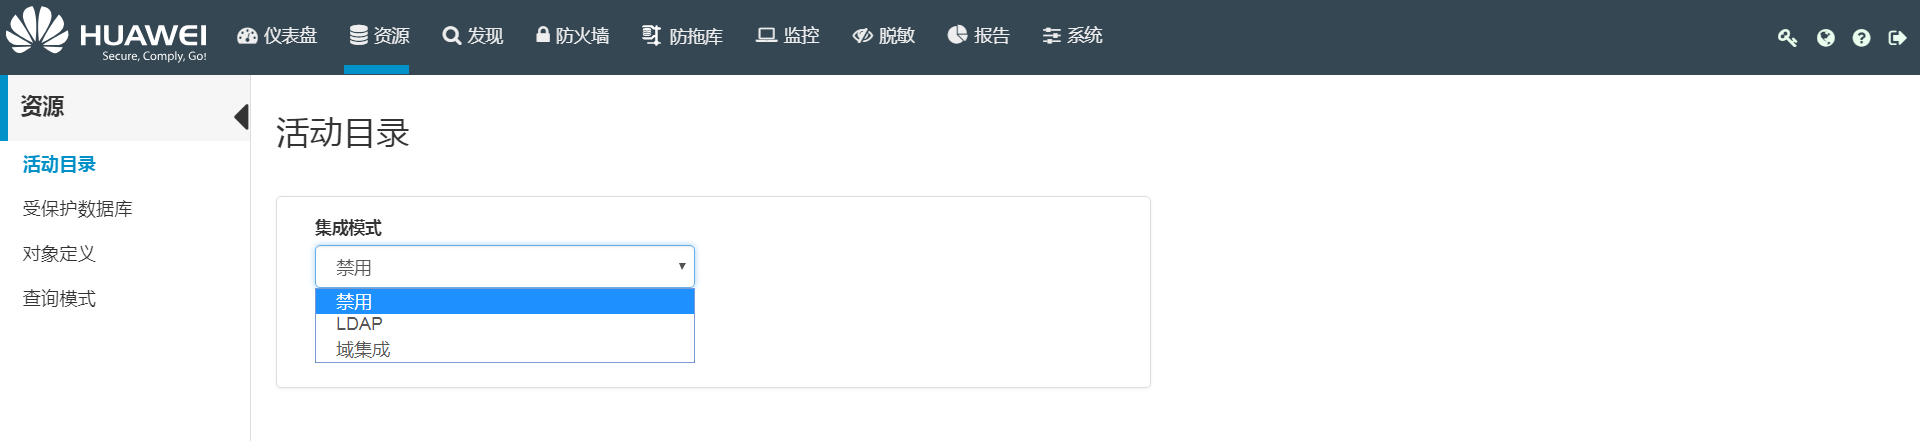 HUAWEI
Secure, Comply, Go!
仪表盘 资源 发现 防火墙 防拖库 监控 脱敏 报告 系统
资源
活动目录
受保护数据库
对象定义
查询模式
活动目录
集成模式
禁用
禁用
LDAP
域集成